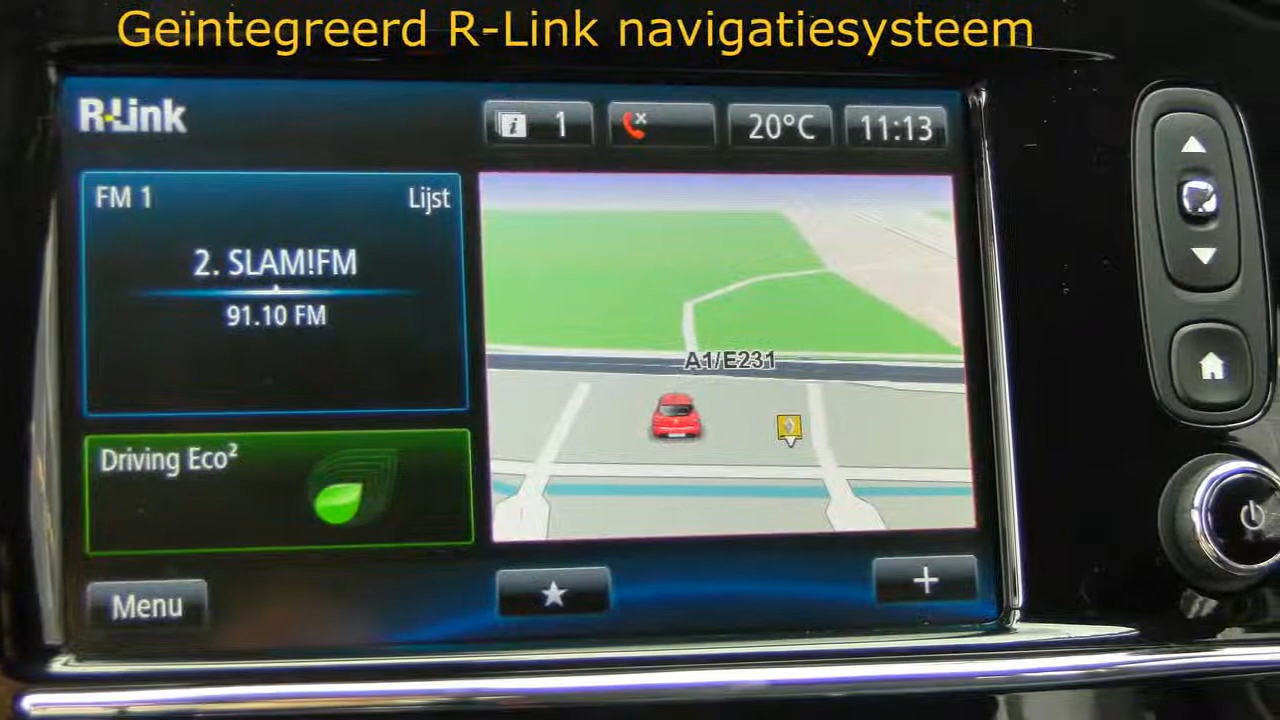 Geïntegreerd R-Link navigatiesysteem
R-Link
i 1
20°C
11:13
FM 1
Lijst
2. SLAM!FM
91.10 FM
A1/E231
Driving Eco²
Menu